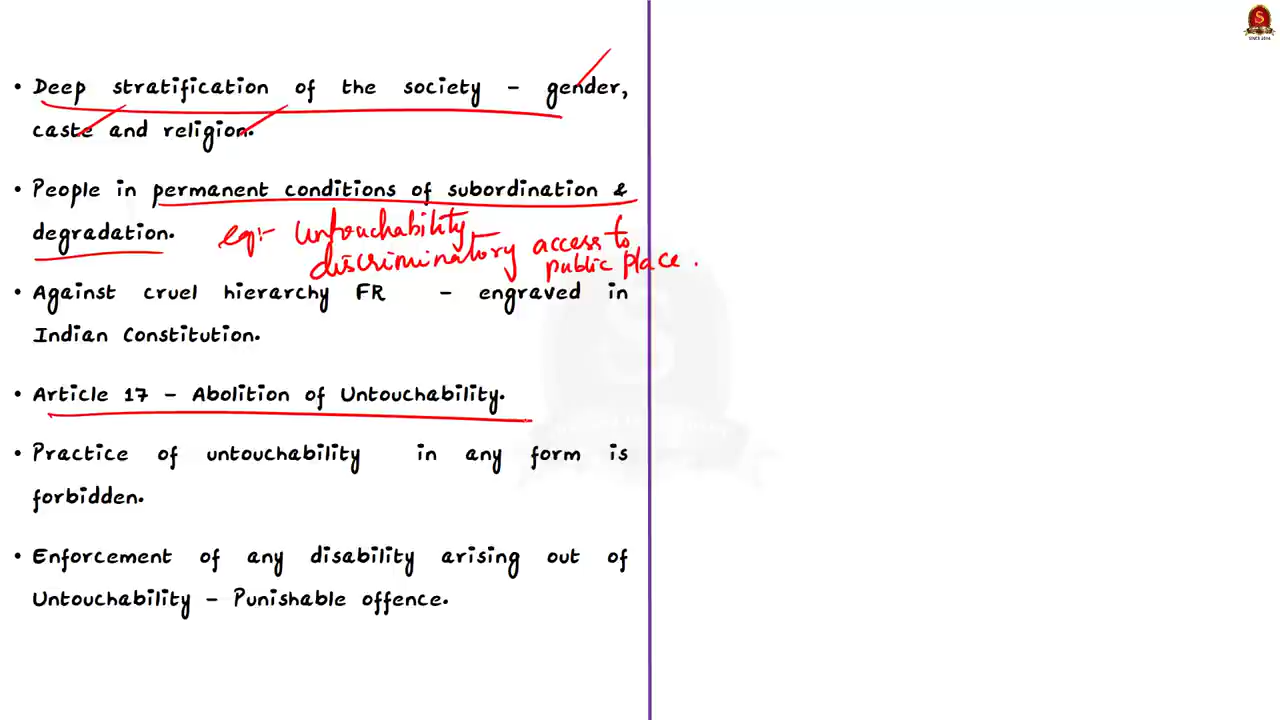 • Deep stratification of the society – gender,
caste and religion.
• People in permanent conditions of subordination &
degradation.
eg:- Untouchability,
discriminatory access to
public place.
• Against cruel hierarchy FR – engraved in
Indian Constitution.
• Article 17 – Abolition of Untouchability.
• Practice of untouchability in any form is
forbidden.
• Enforcement of any disability arising out of
Untouchability – Punishable offence.
S
SINCE 2004